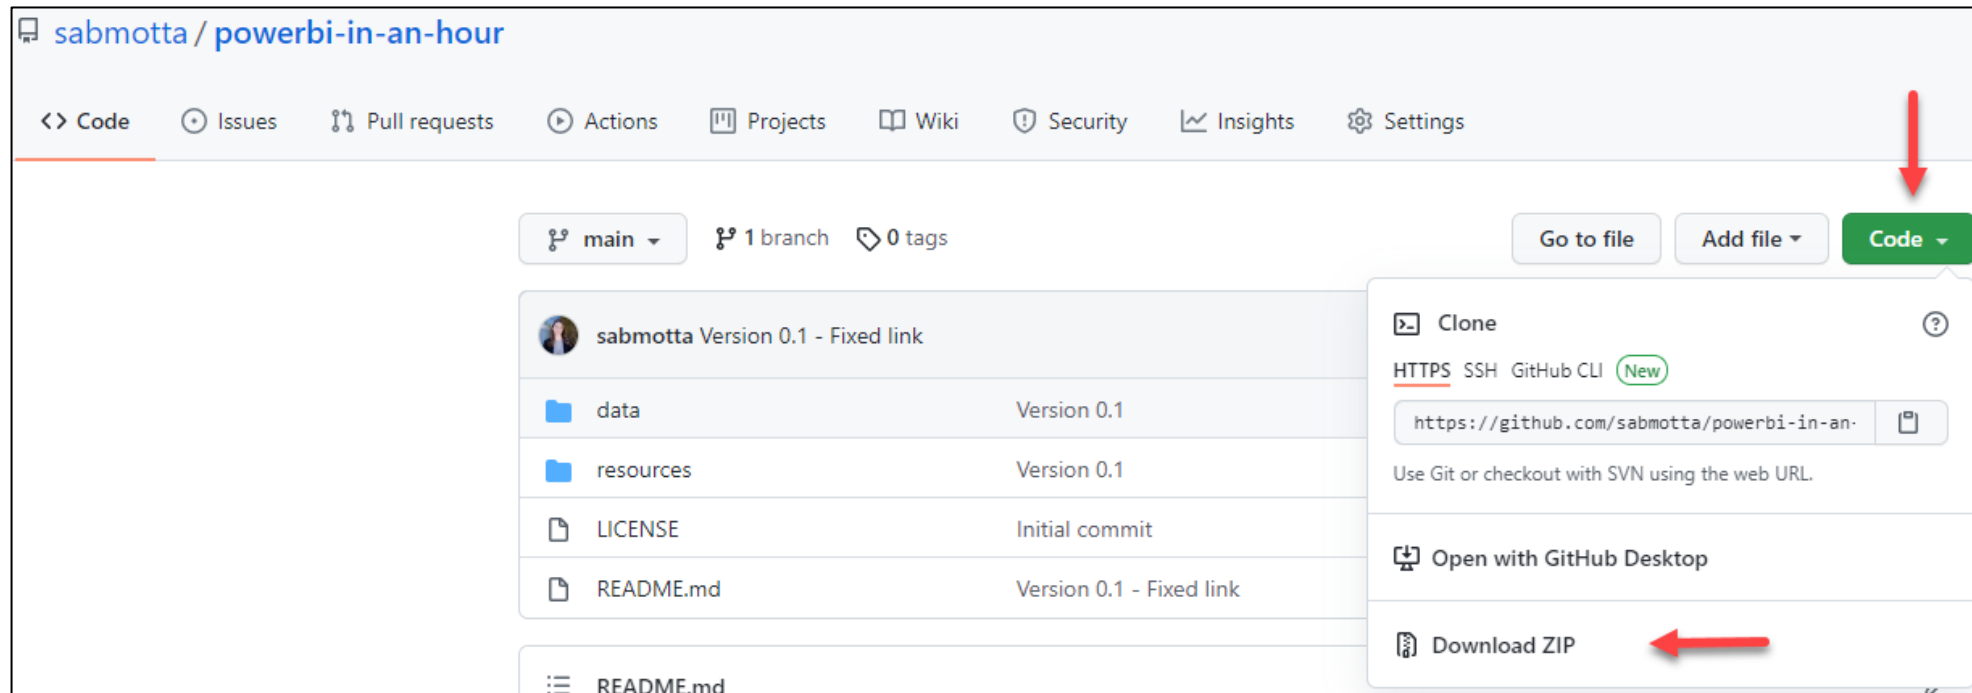 sabmotta / powerbi-in-an-hour
Code Issues Pull requests Actions Projects Wiki Security Insights Settings
main 1 branch 0 tags Go to file Add file Code
sabmotta Version 0.1 - Fixed link
data Version 0.1
resources Version 0.1
LICENSE Initial commit
README.md Version 0.1 - Fixed link
README.md
Clone
HTTPS SSH GitHub CLI New
https://github.com/sabmotta/powerbi-in-an-
Use Git or checkout with SVN using the web URL.
Open with GitHub Desktop
Download ZIP